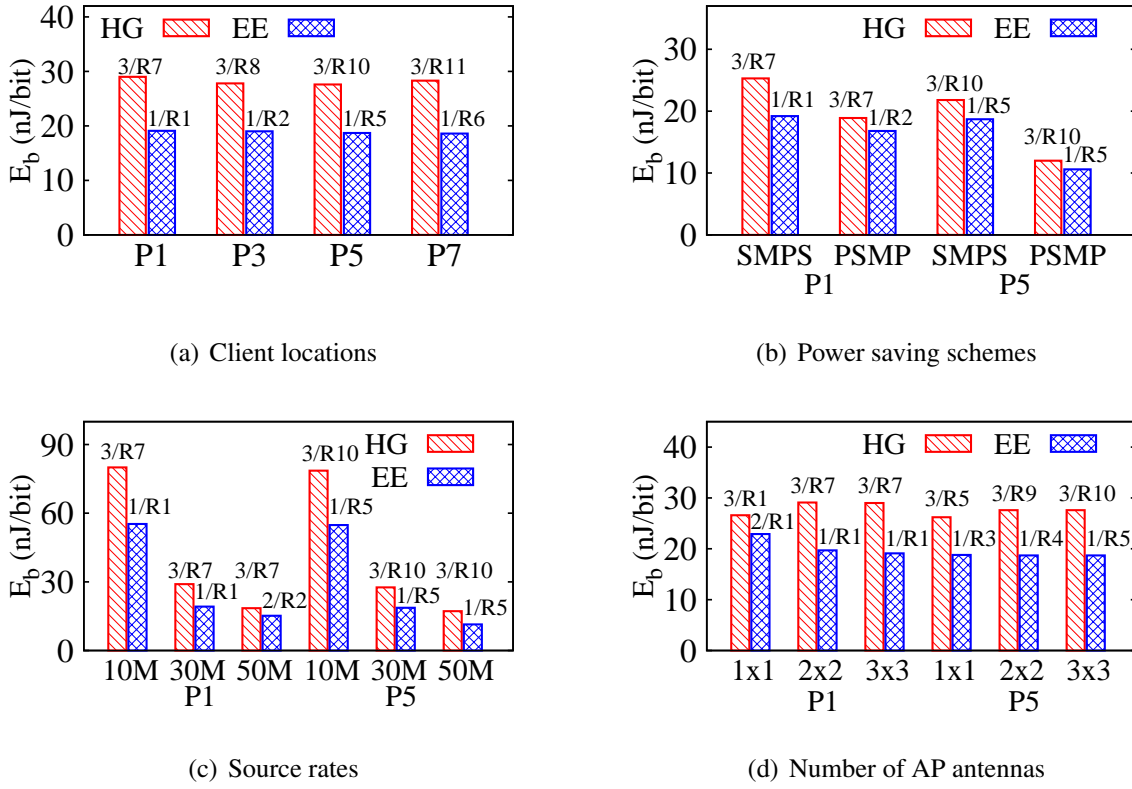 HG EE
E_b (nJ/bit)
40
30
20
10
0
3/R7 3/R8 3/R10 3/R11
1/R1 1/R2 1/R5 1/R6
P1 P3 P5 P7
(a) Client locations
HG EE
E_b (nJ/bit)
30
20
10
0
3/R7 1/R1 3/R7 1/R2 3/R10 1/R5 3/R10 1/R5
SMPS PSMP SMPS PSMP
P1 P5
(b) Power saving schemes
HG
EE
E_b (nJ/bit)
90
60
30
0
3/R7 1/R1 3/R7 1/R1 3/R7 2/R2 3/R10 1/R5 3/R10 1/R5 3/R10 1/R5
10M 30M 50M 10M 30M 50M
P1 P5
(c) Source rates
HG EE
E_b (nJ/bit)
40
30
20
10
0
3/R1 2/R1 3/R7 1/R1 3/R7 1/R1 3/R5 1/R3 3/R9 1/R4 3/R10 1/R5
1x1 2x2 3x3 1x1 2x2 3x3
P1 P5
(d) Number of AP antennas